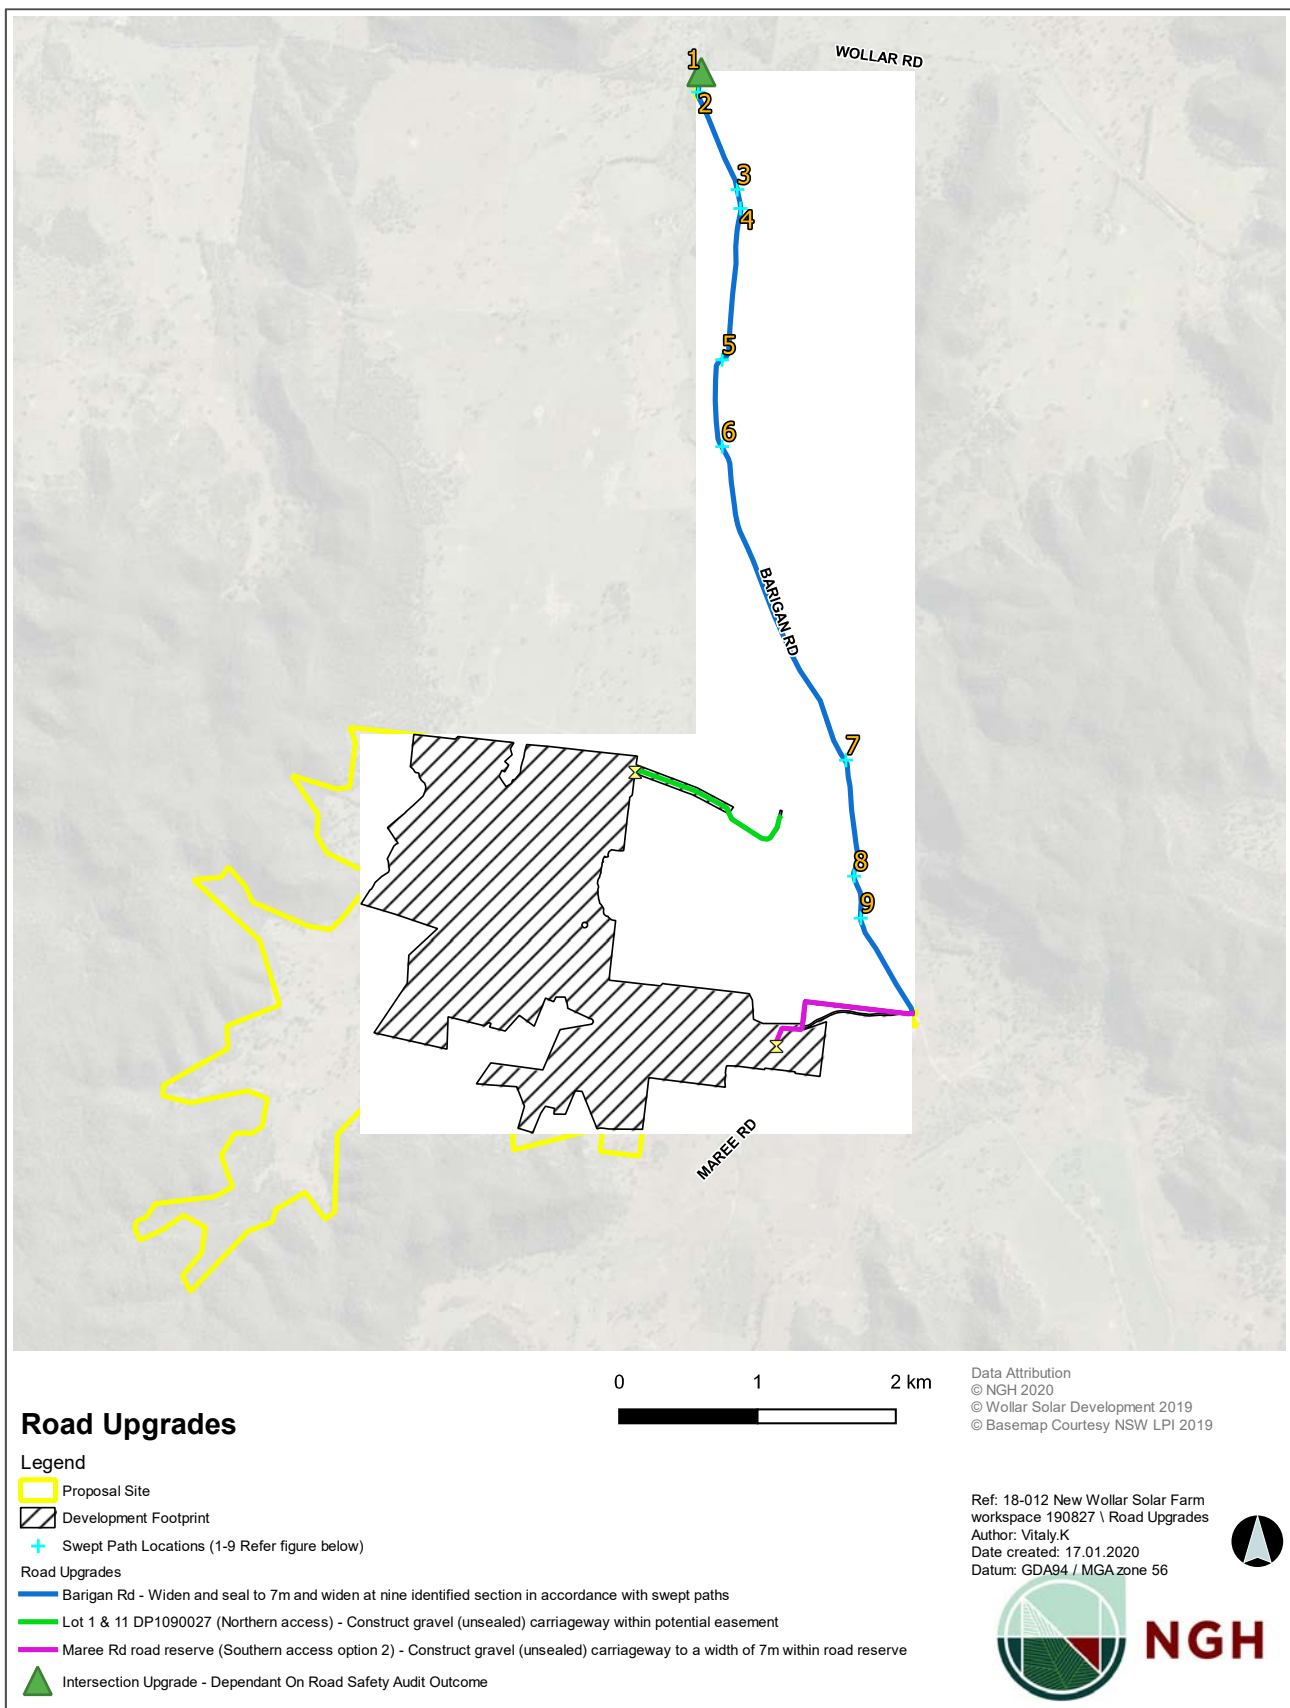 WOLLAR RD
1
2
3
4
5
6
BARIGAN RD
7
8
9
MAREE RD
0 1 2 km
Road Upgrades
Legend
Proposal Site
Development Footprint
Swept Path Locations (1-9 Refer figure below)
Road Upgrades
Barigan Rd - Widen and seal to 7m and widen at nine identified section in accordance with swept paths
Lot 1 & 11 DP1090027 (Northern access) - Construct gravel (unsealed) carriageway within potential easement
Maree Rd road reserve (Southern access option 2) - Construct gravel (unsealed) carriageway to a width of 7m within road reserve
Intersection Upgrade - Dependant On Road Safety Audit Outcome
Data Attribution
© NGH 2020
© Wollar Solar Development 2019
© Basemap Courtesy NSW LPI 2019
Ref: 18-012 New Wollar Solar Farm
workspace 190827 \ Road Upgrades
Author: Vitaly.K
Date created: 17.01.2020
Datum: GDA94 / MGA zone 56
NGH